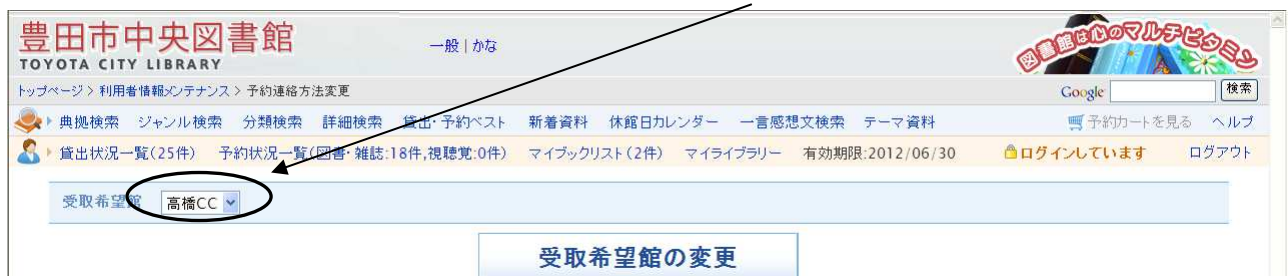 豊田市中央図書館
TOYOTA CITY LIBRARY
一般 | かな
図書館は心のマルチビタミン
トップページ > 利用者情報メンテナンス > 予約連絡方法変更
Google 検索
典拠検索 ジャンル検索 分類検索 詳細検索 貸出・予約ベスト 新着資料 休館日カレンダー 一言感想文検索 テーマ資料 予約カートを見る ヘルプ
貸出状況一覧(25件) 予約状況一覧(図書・雑誌:18件,視聴覚:0件) マイブックリスト(2件) マイライブラリー 有効期限:2012/06/30 ログインしています ログアウト
受取希望館 高橋CC
受取希望館の変更